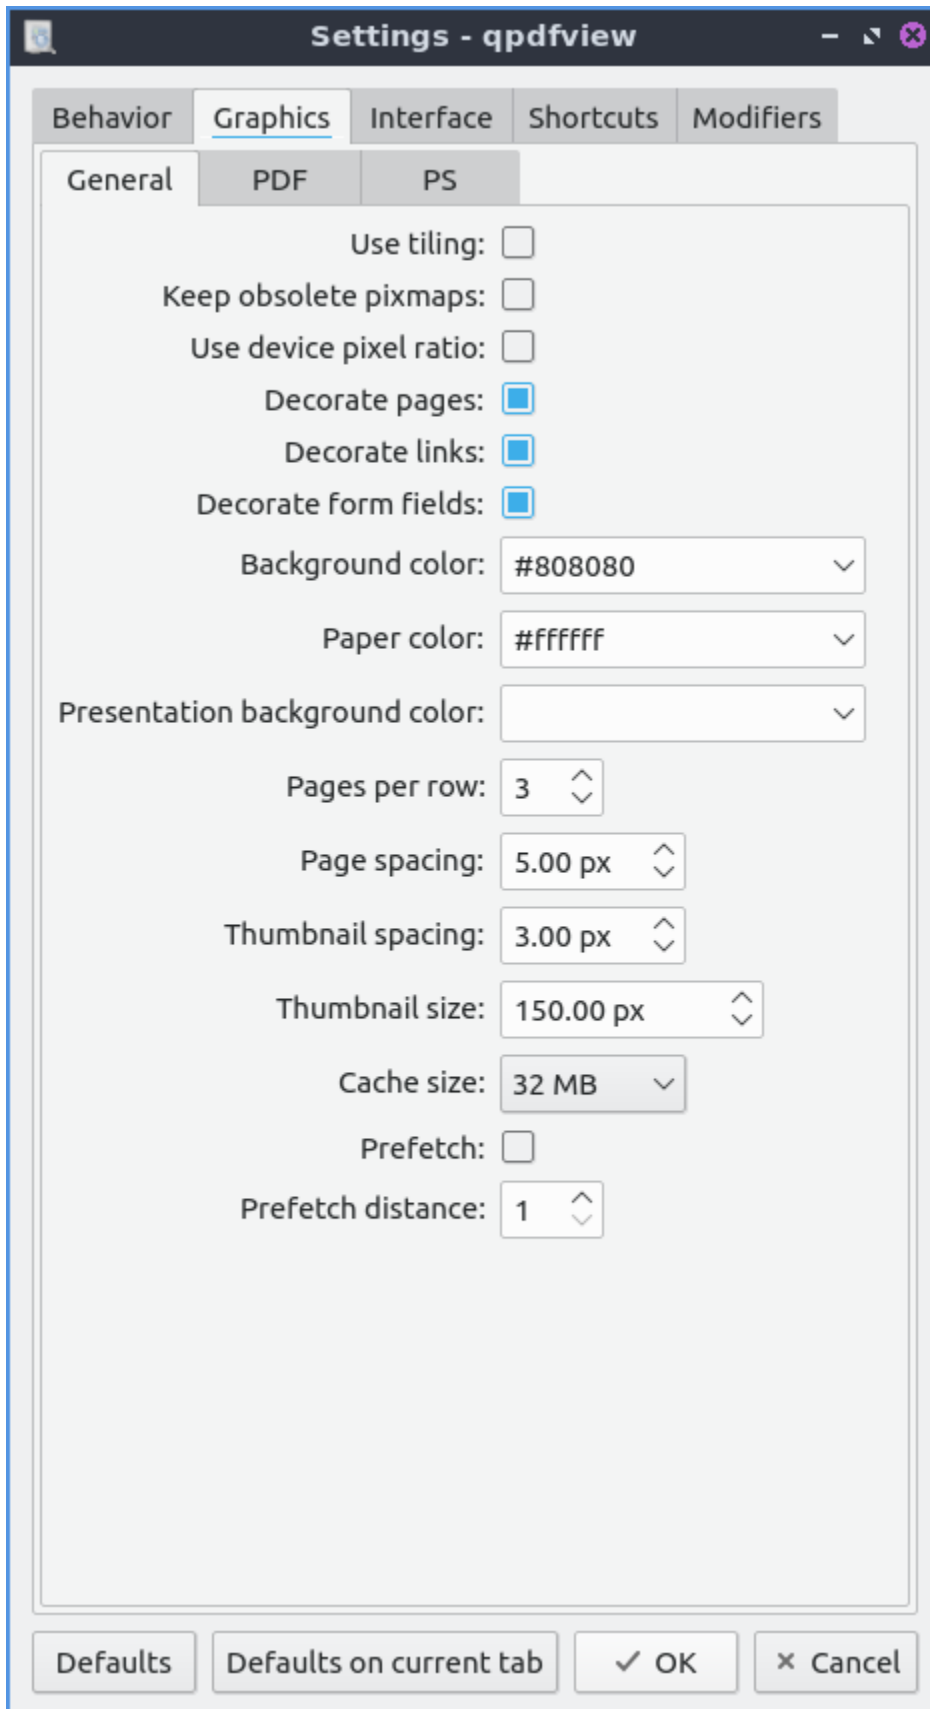 Settings - qpdfview
Behavior Graphics Interface Shortcuts Modifiers
General PDF PS
Use tiling:
Keep obsolete pixmaps:
Use device pixel ratio:
Decorate pages:
Decorate links:
Decorate form fields:
Background color: #808080
Paper color: #ffffff
Presentation background color:
Pages per row: 3
Page spacing: 5.00 px
Thumbnail spacing: 3.00 px
Thumbnail size: 150.00 px
Cache size: 32 MB
Prefetch:
Prefetch distance: 1
Defaults Defaults on current tab OK Cancel